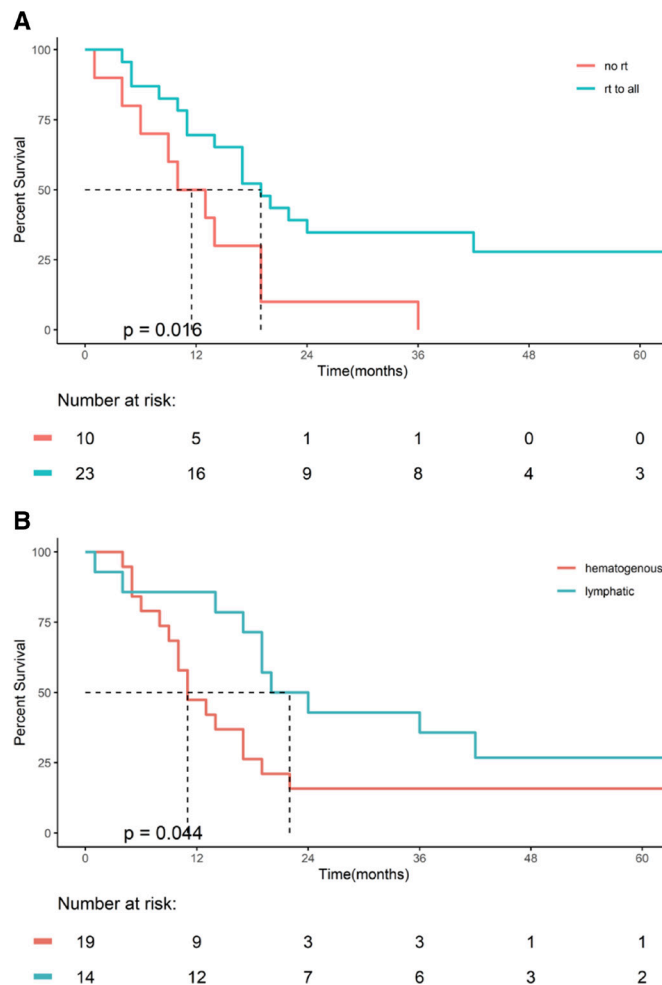 A
100
no rt
rt to all
75
Percent Survival
50
25
p = 0.016
0
0 12 24 36 48 60
Time(months)
Number at risk:
10 5 1 1 0 0
23 16 9 8 4 3
B
100
hematogenous
lymphatic
75
Percent Survival
50
25
p = 0.044
0
0 12 24 36 48 60
Time(months)
Number at risk:
19 9 3 3 1 1
14 12 7 6 3 2